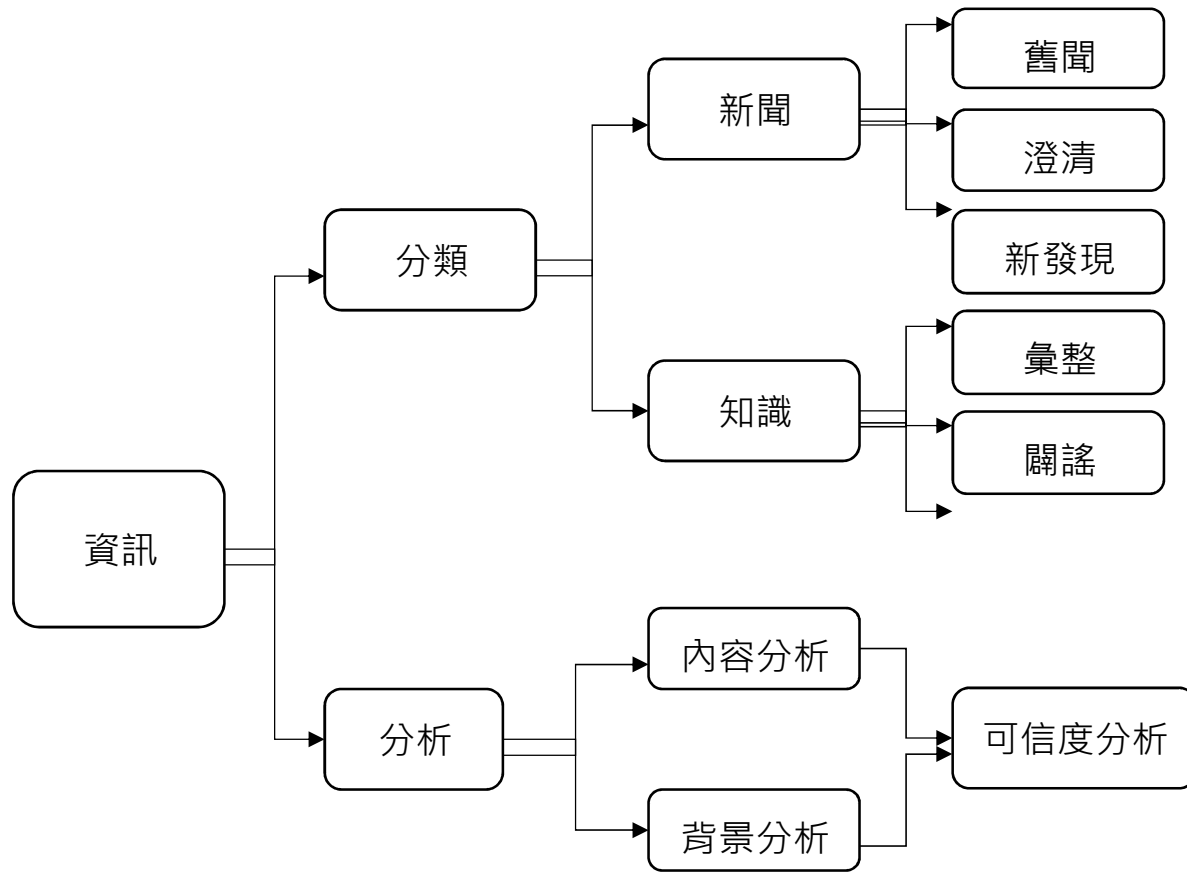 資訊
分類
新聞
舊聞
澄清
新發現
知識
彙整
闢謠
分析
內容分析
背景分析
可信度分析